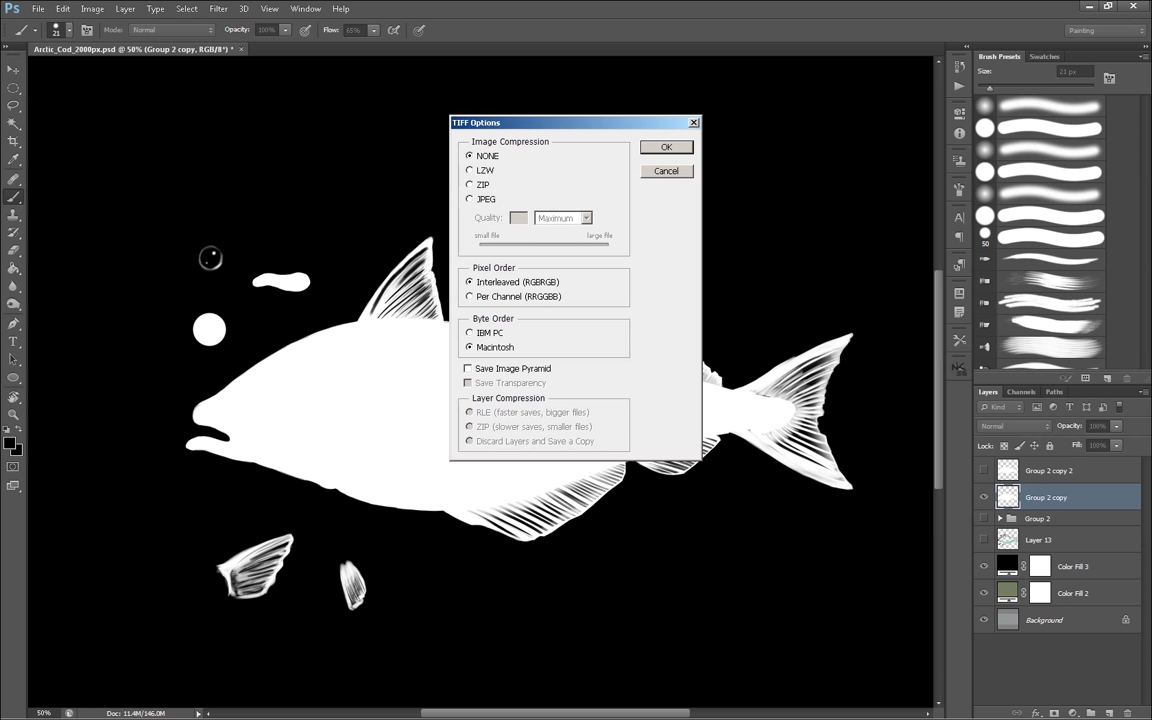 Ps File Edit Image Layer Type Select Filter 3D View Window Help
21 Mode: Normal Opacity: 100% Flow: 65% Painting
Arctic_Cod_2000px.psd @ 50% (Group 2 copy, RGB/8*) * ×
TIFF Options
Image Compression
NONE
LZW
ZIP
JPEG
Quality: Maximum
small file large file
OK
Cancel
Pixel Order
Interleaved (RGBRGB)
Per Channel (RRGGBB)
Byte Order
IBM PC
Macintosh
Save Image Pyramid
Save Transparency
Layer Compression
RLE (faster saves, bigger files)
ZIP (slower saves, smaller files)
Discard Layers and Save a Copy
Brush Presets Swatches
Size: 21 px
50
Layers Channels Paths
Kind
Normal Opacity: 100%
Lock: Fill: 100%
Group 2 copy 2
Group 2 copy
Group 2
Layer 13
Color Fill 3
Color Fill 2
Background
50% Doc: 11.4M/146.0M